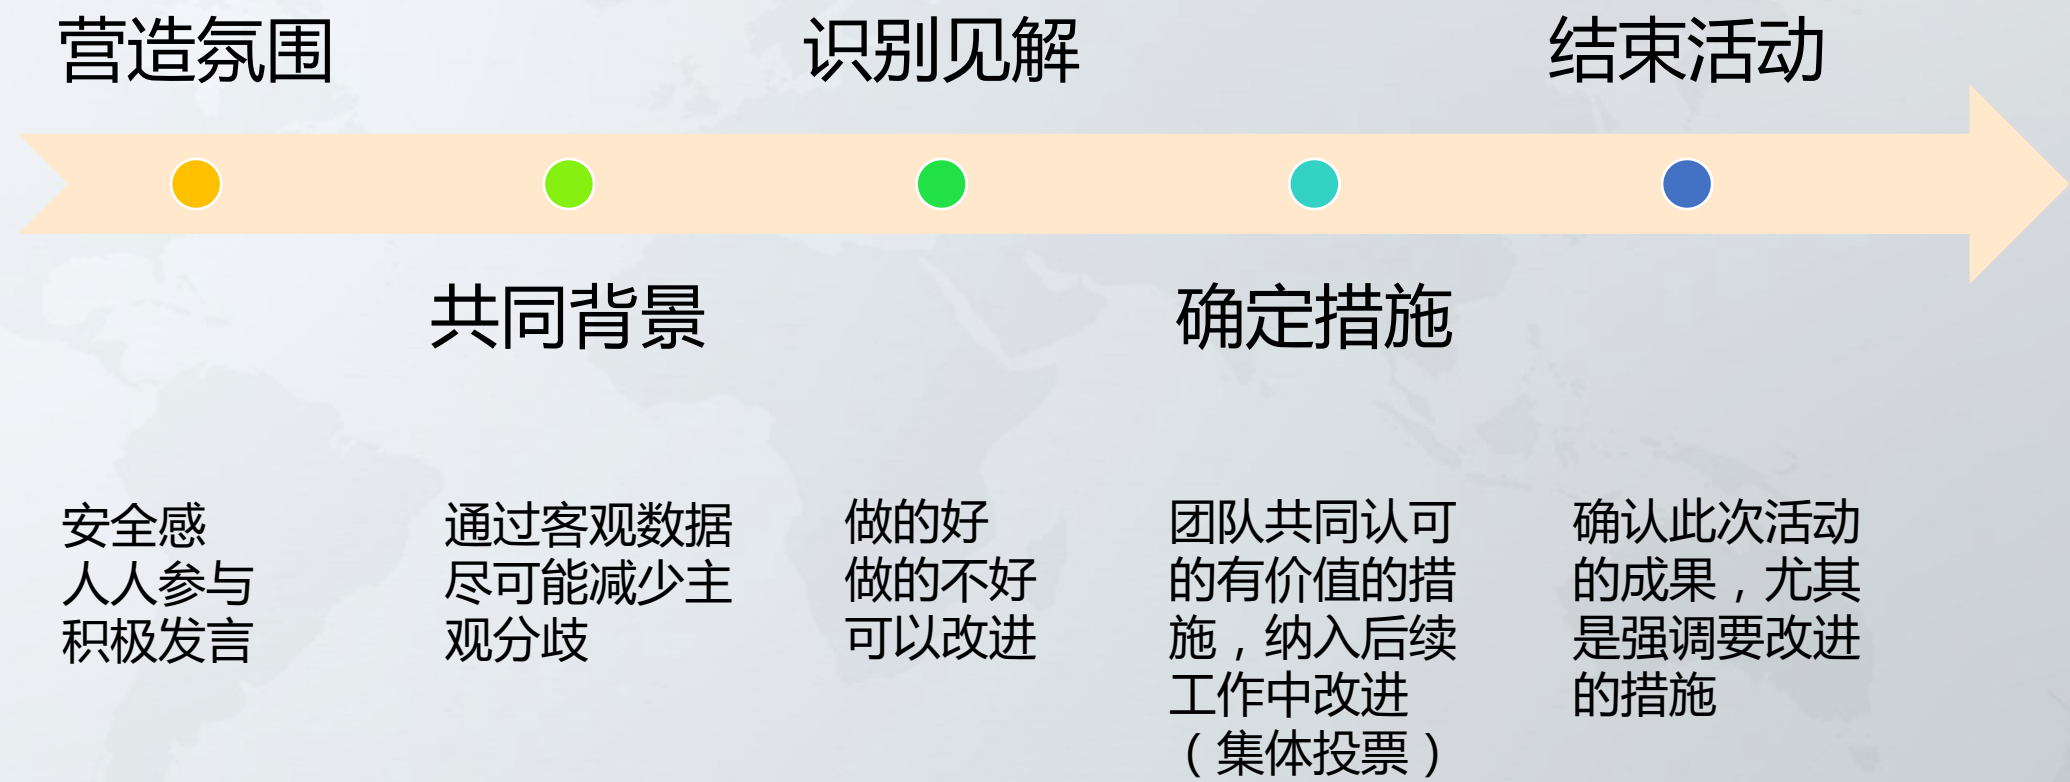 营造氛围
识别见解
结束活动
共同背景
确定措施
安全感
人人参与
积极发言
通过客观数据
尽可能减少主
观分歧
做的好
做的不好
可以改进
团队共同认可
的有价值的措
施，纳入后续
工作中改进
（集体投票）
确认此次活动
的成果，尤其
是强调要改进
的措施